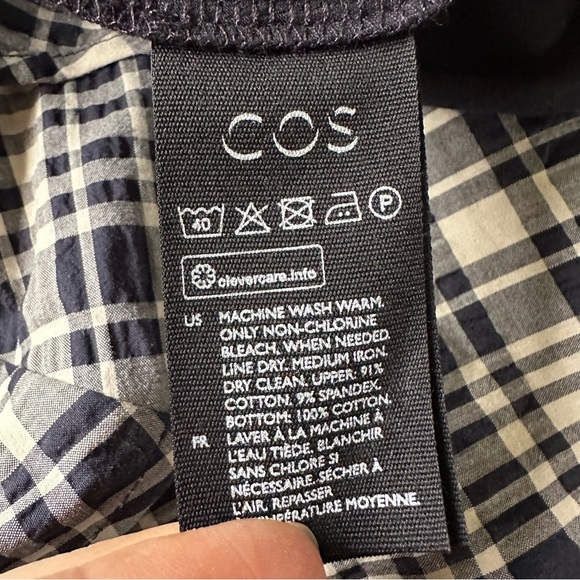 COS
40
P
clevercare.info
US MACHINE WASH WARM.
ONLY NON-CHLORINE
BLEACH, WHEN NEEDED.
LINE DRY. MEDIUM IRON.
DRY CLEAN. UPPER: 91%
COTTON. 9% SPANDEX.
BOTTOM: 100% COTTON.
FR LAVER À LA MACHINE À
L'EAU TIÈDE. BLANCHIR
SANS CHLORE SI
NÉCESSAIRE. SÉCHER À
L'AIR. REPASSER
TEMPÉRATURE MOYENNE.